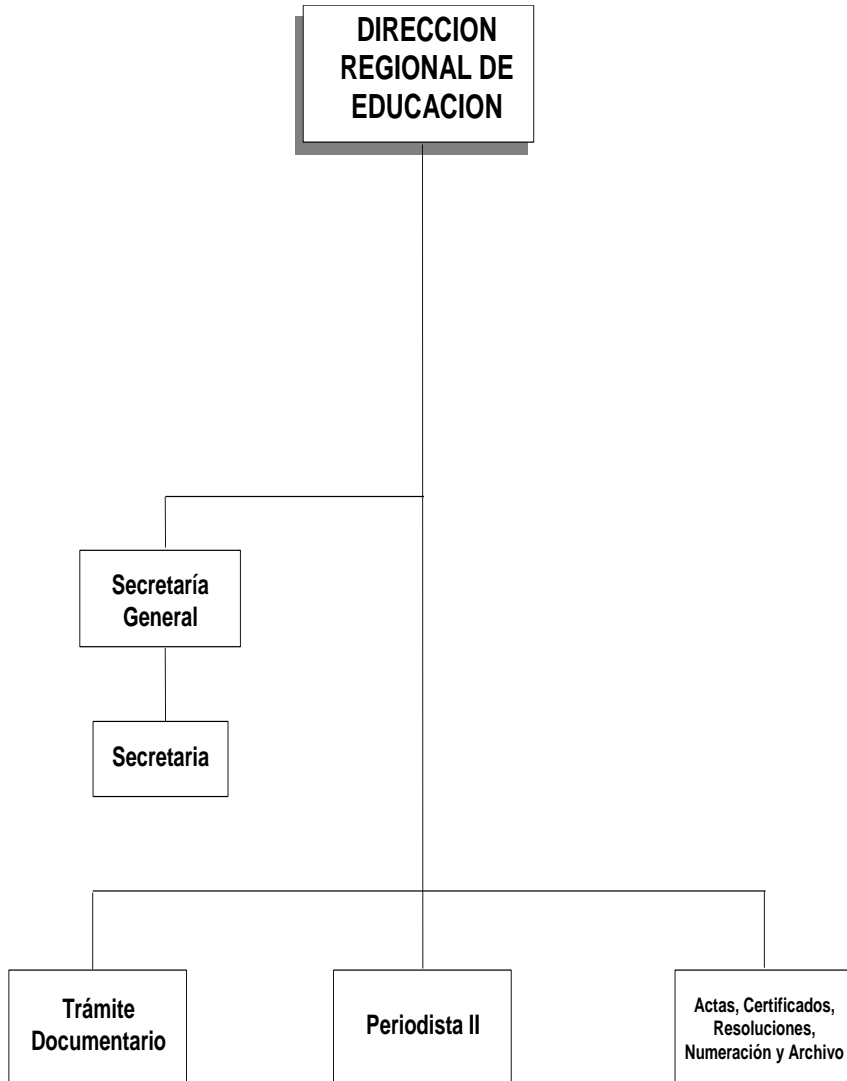 DIRECCION
REGIONAL DE
EDUCACION
Secretaría
General
Secretaria
Trámite
Documentario
Periodista II
Actas, Certificados,
Resoluciones,
Numeración y Archivo